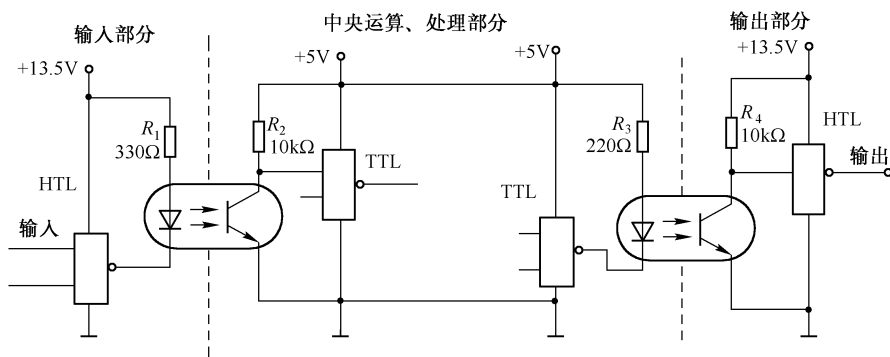 输入部分
中央运算、处理部分
输出部分
+13.5V
+5V
+5V
+13.5V
R1
330Ω
R2
10kΩ
R3
220Ω
R4
10kΩ
HTL
TTL
TTL
HTL
输入
输出